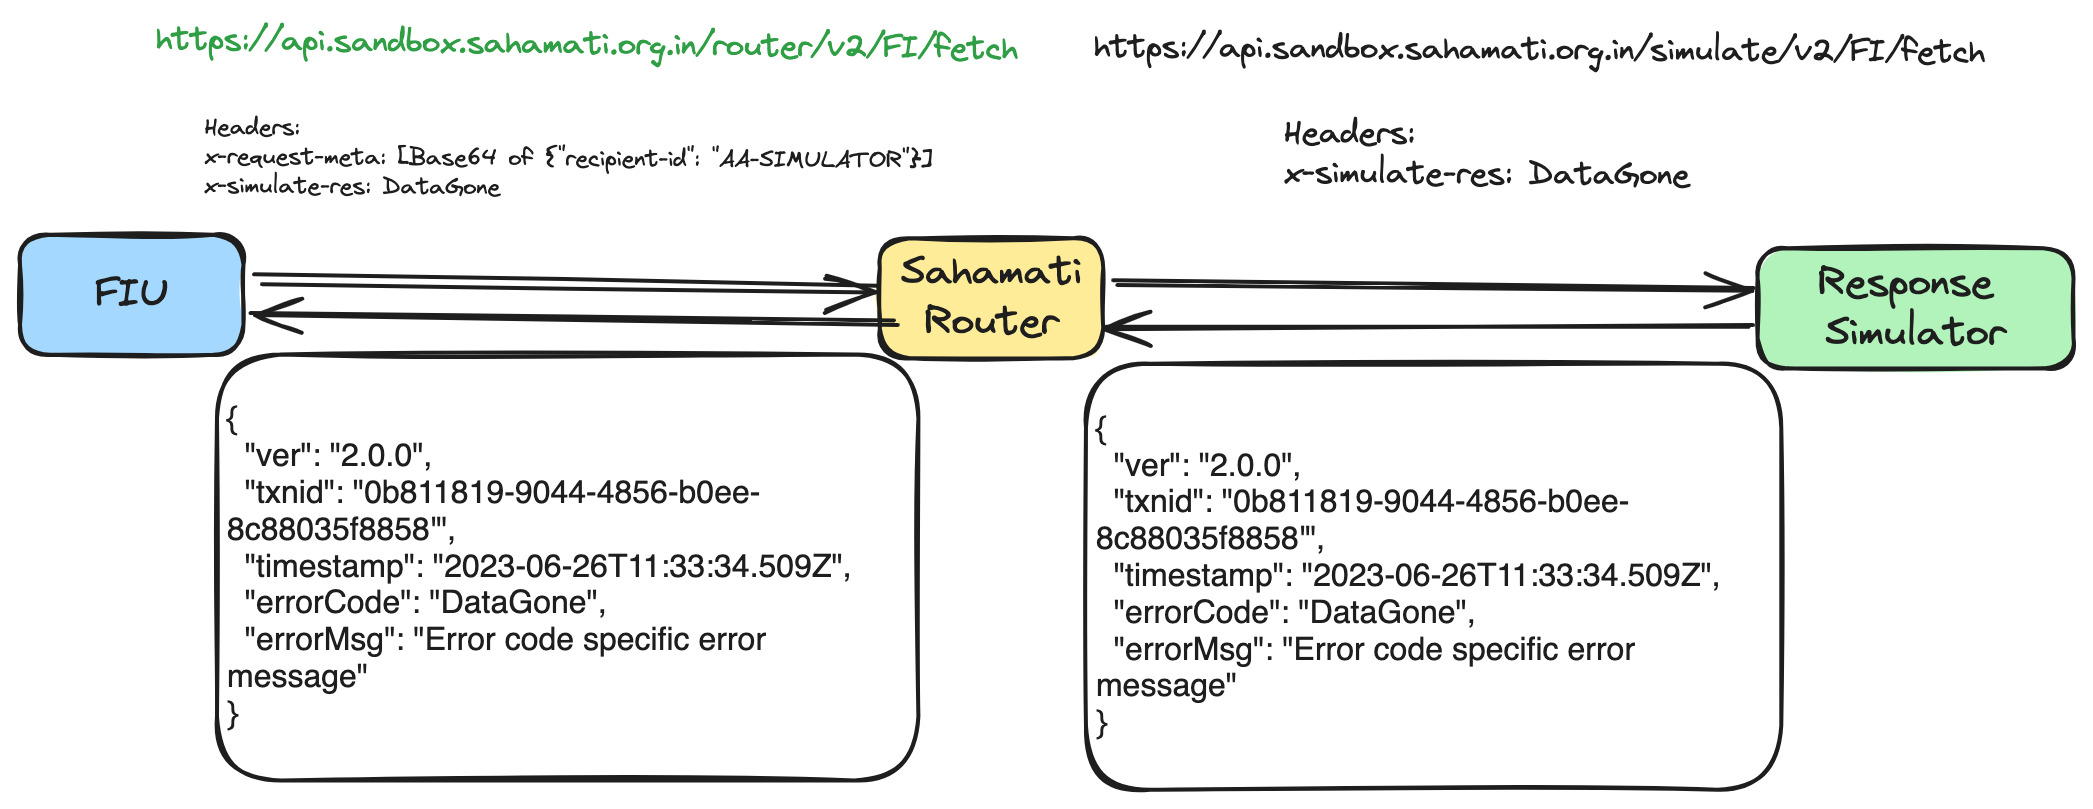 https://api.sandbox.sahamati.org.in/router/v2/FI/fetch
https://api.sandbox.sahamati.org.in/simulate/v2/FI/fetch
Headers:
x-request-meta: [Base64 of {"recipient-id": "AA-SIMULATOR"}]
x-simulate-res: DataGone
Headers:
x-simulate-res: DataGone
FIU
Sahamati
Router
Response
Simulator
{
"ver": "2.0.0",
"txnid": "0b811819-9044-4856-b0ee-
8c88035f8858'",
"timestamp": "2023-06-26T11:33:34.509Z",
"errorCode": "DataGone",
"errorMsg": "Error code specific error
message"
}
{
"ver": "2.0.0",
"txnid": "0b811819-9044-4856-b0ee-
8c88035f8858'",
"timestamp": "2023-06-26T11:33:34.509Z",
"errorCode": "DataGone",
"errorMsg": "Error code specific error
message"
}